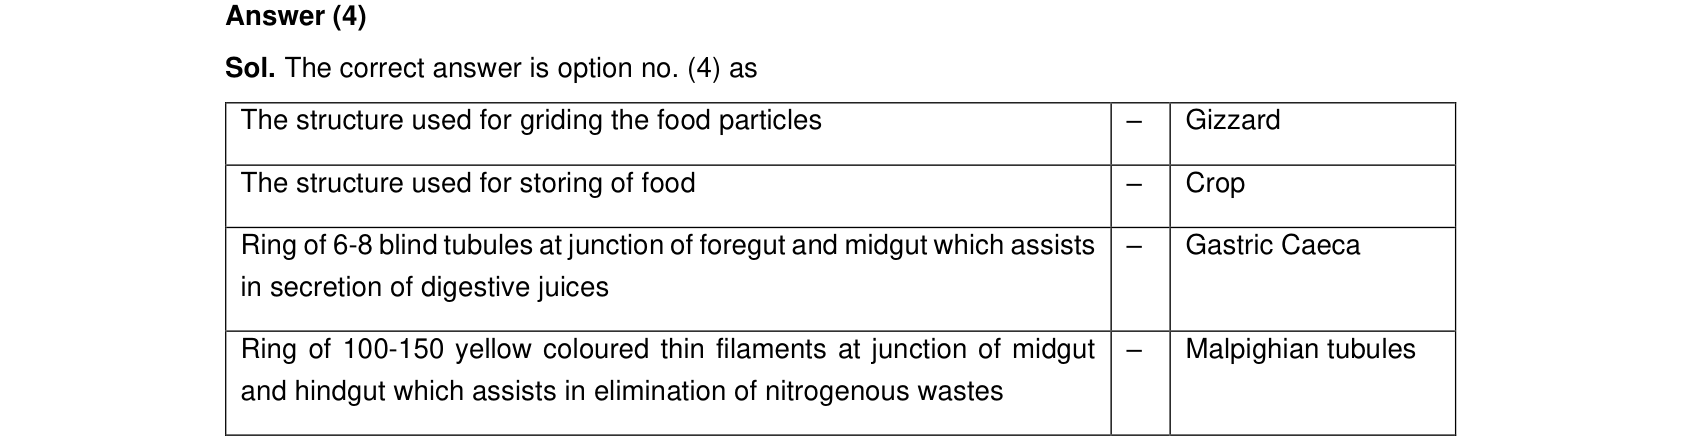 Answer (4)
Sol. The correct answer is option no. (4) as
The structure used for griding the food particles – Gizzard
The structure used for storing of food – Crop
Ring of 6-8 blind tubules at junction of foregut and midgut which assists – Gastric Caeca
in secretion of digestive juices
Ring of 100-150 yellow coloured thin filaments at junction of midgut – Malpighian tubules
and hindgut which assists in elimination of nitrogenous wastes